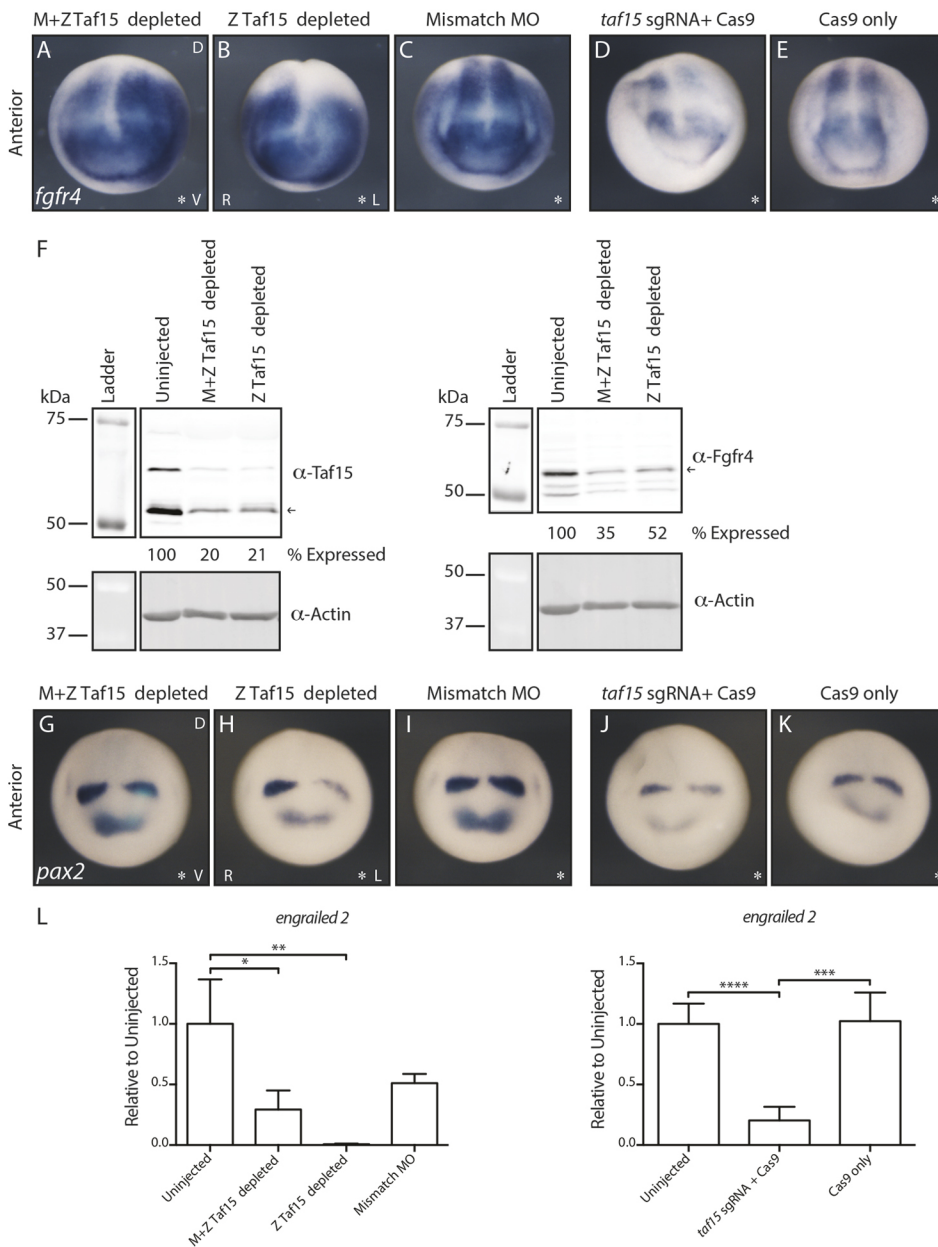 M+Z Taf15 depleted Z Taf15 depleted Mismatch MO taf15 sgRNA+ Cas9 Cas9 only
A D B C D E
Anterior
fgfr4 * V R * L * * *
F
Ladder Uninjected M+Z Taf15 depleted Z Taf15 depleted
kDa
75
α-Taf15
←
50
100 20 21 % Expressed
50
α-Actin
37
Ladder Uninjected M+Z Taf15 depleted Z Taf15 depleted
kDa
75
α-Fgfr4
←
50
100 35 52 % Expressed
50
α-Actin
37
M+Z Taf15 depleted Z Taf15 depleted Mismatch MO taf15 sgRNA+ Cas9 Cas9 only
G D H I J K
Anterior
pax2 * V R * L * * *
L
engrailed 2
**
*
1.5
1.0
0.5
0.0
Relative to Uninjected
Uninjected
M+Z Taf15 depleted
Z Taf15 depleted
Mismatch MO
engrailed 2
**** ***
1.5
1.0
0.5
0.0
Relative to Uninjected
Uninjected
taf15 sgRNA + Cas9
Cas9 only